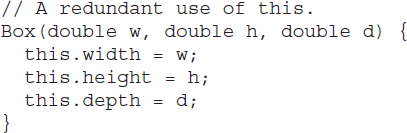 // A redundant use of this.
Box(double w, double h, double d) {
  this.width = w;
  this.height = h;
  this.depth = d;
}